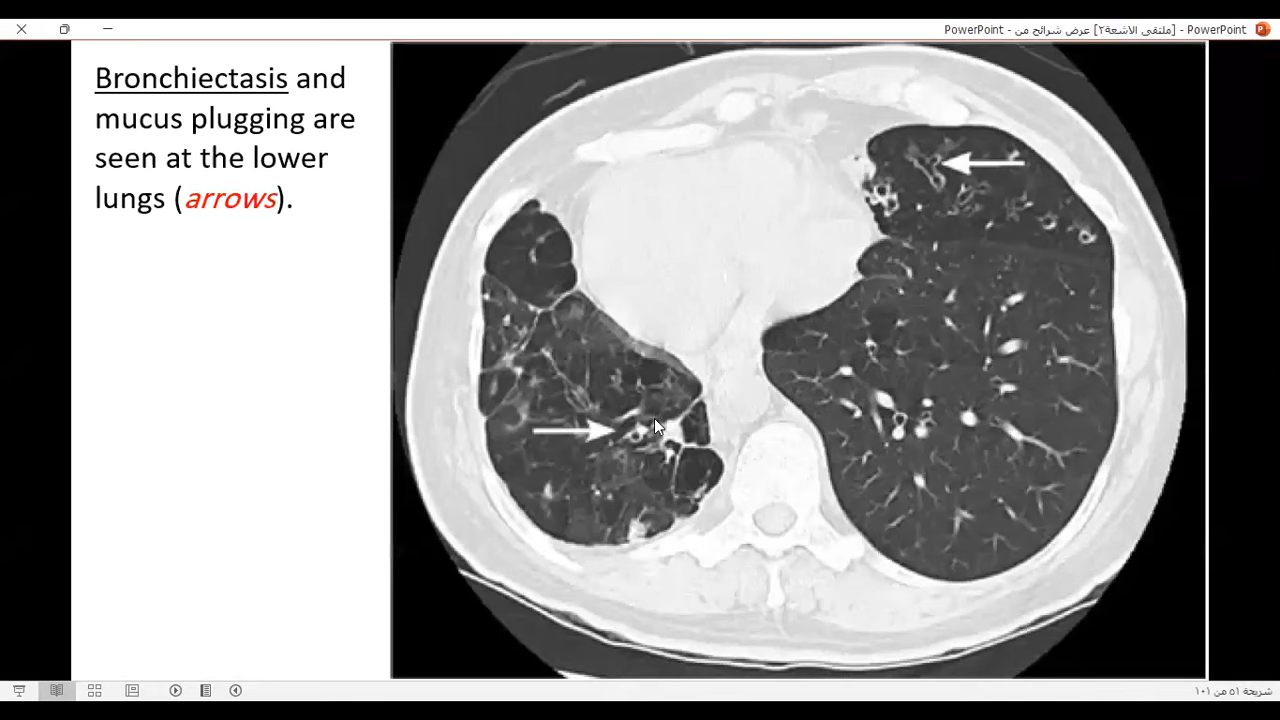 PowerPoint - [ملتقى الاشعة٢] عرض شرائح من - PowerPoint
Bronchiectasis and
mucus plugging are
seen at the lower
lungs (arrows).
شريحة ٥١ من ١٠١